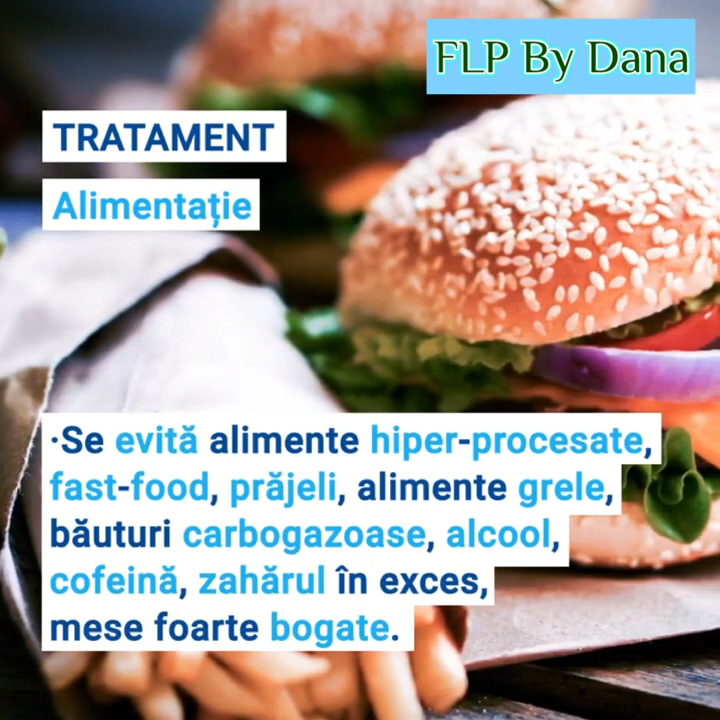 FLP By Dana
TRATAMENT
Alimentație
·Se evită alimente hiper-procesate,
fast-food, prăjeli, alimente grele,
băuturi carbogazoase, alcool,
cofeină, zahărul în exces,
mese foarte bogate.